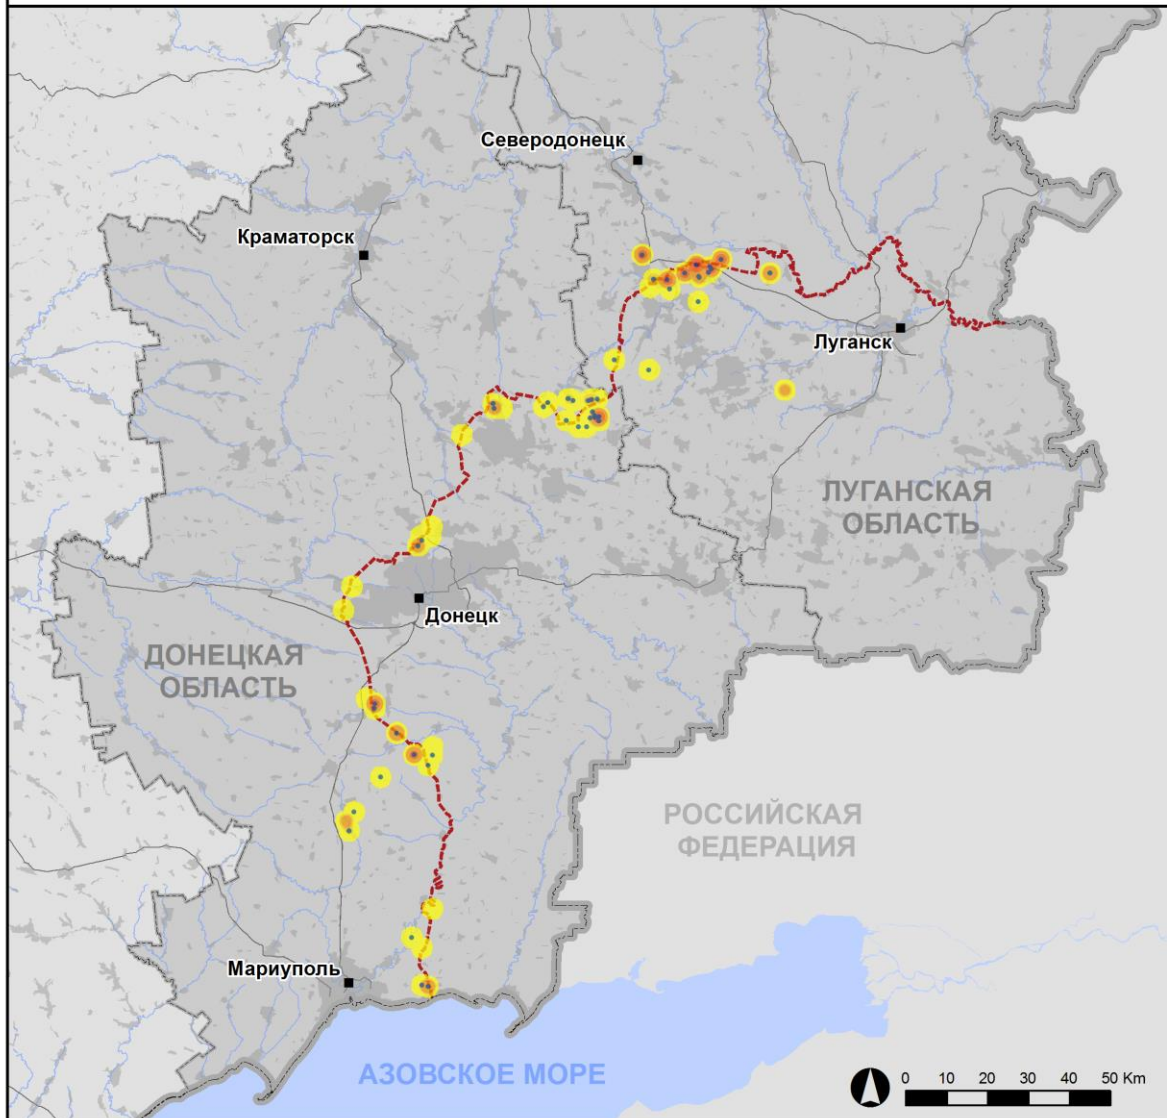 Северодонецк
Краматорск
Луганск
ЛУГАНСКАЯ
ОБЛАСТЬ
Донецк
ДОНЕЦКАЯ
ОБЛАСТЬ
РОССИЙСКАЯ
ФЕДЕРАЦИЯ
Мариуполь
АЗОВСКОЕ МОРЕ
0 10 20 30 40 50 Km